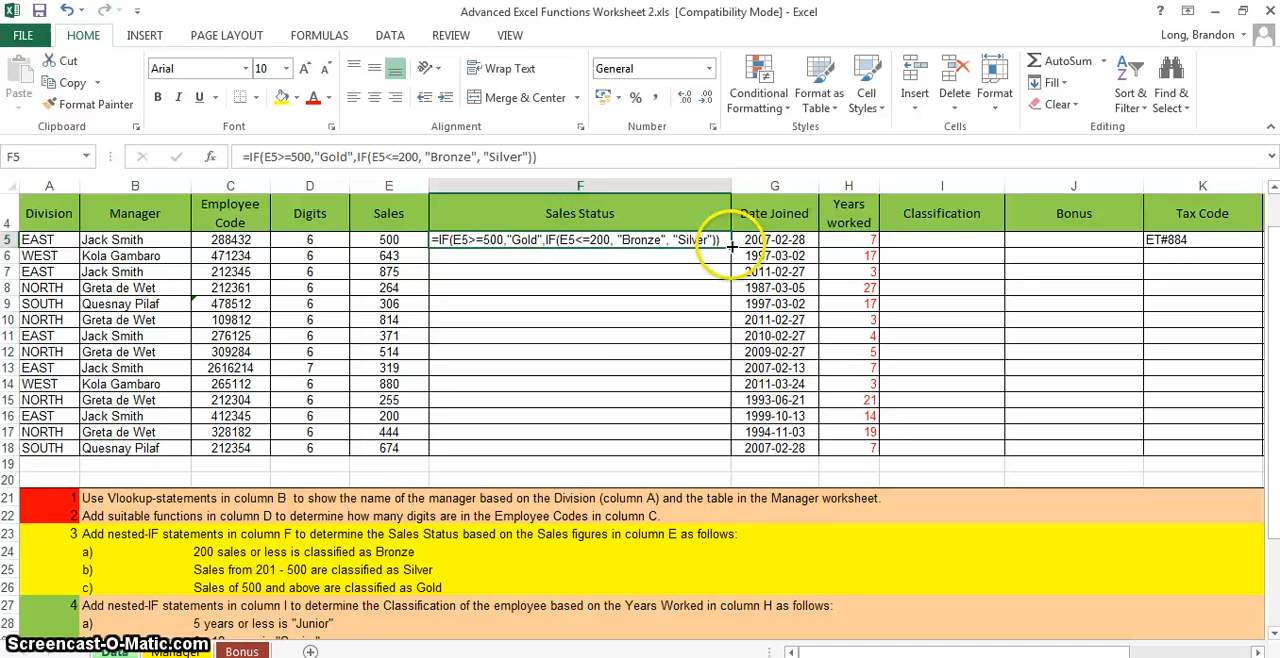 Advanced Excel Functions Worksheet 2.xls [Compatibility Mode] - Excel
FILE HOME INSERT PAGE LAYOUT FORMULAS DATA REVIEW VIEW Long, Brandon
Paste Cut Copy Format Painter Clipboard
Arial 10 B I U A Font
Wrap Text Merge & Center Alignment
General % , Number
Conditional Formatting Format as Table Cell Styles Styles
Insert Delete Format Cells
AutoSum Fill Clear Sort & Filter Find & Select Editing
F5 fx =IF(E5>=500,"Gold",IF(E5<=200, "Bronze", "Silver"))
A B C D E F G H I J K
4 Division Manager Employee Code Digits Sales Sales Status Date Joined Years worked Classification Bonus Tax Code
5 EAST Jack Smith 288432 6 500 =IF(E5>=500,"Gold",IF(E5<=200, "Bronze", "Silver")) 2007-02-28 7 ET#884
6 WEST Kola Gambaro 471234 6 643 1997-03-02 17
7 EAST Jack Smith 212345 6 875 2011-02-27 3
8 NORTH Greta de Wet 212361 6 264 1987-03-05 27
9 SOUTH Quesnay Pilaf 478512 6 306 1997-03-02 17
10 NORTH Greta de Wet 109812 6 814 2011-02-27 3
11 EAST Jack Smith 276125 6 371 2010-02-27 4
12 NORTH Greta de Wet 309284 6 514 2009-02-27 5
13 EAST Jack Smith 2616214 7 319 2007-02-13 7
14 WEST Kola Gambaro 265112 6 880 2011-03-24 3
15 NORTH Greta de Wet 212304 6 255 1993-06-21 21
16 EAST Jack Smith 412345 6 200 1999-10-13 14
17 NORTH Greta de Wet 328182 6 444 1994-11-03 19
18 SOUTH Quesnay Pilaf 212354 6 674 2007-02-28 7
19
20
21 1 Use Vlookup-statements in column B to show the name of the manager based on the Division (column A) and the table in the Manager worksheet.
22 2 Add suitable functions in column D to determine how many digits are in the Employee Codes in column C.
23 3 Add nested-IF statements in column F to determine the Sales Status based on the Sales figures in column E as follows:
24 a) 200 sales or less is classified as Bronze
25 b) Sales from 201 - 500 are classified as Silver
26 c) Sales of 500 and above are classified as Gold
27 4 Add nested-IF statements in column I to determine the Classification of the employee based on the Years Worked in column H as follows:
28 a) 5 years or less is "Junior"
Screencast-O-Matic.com
Data Manager Bonus